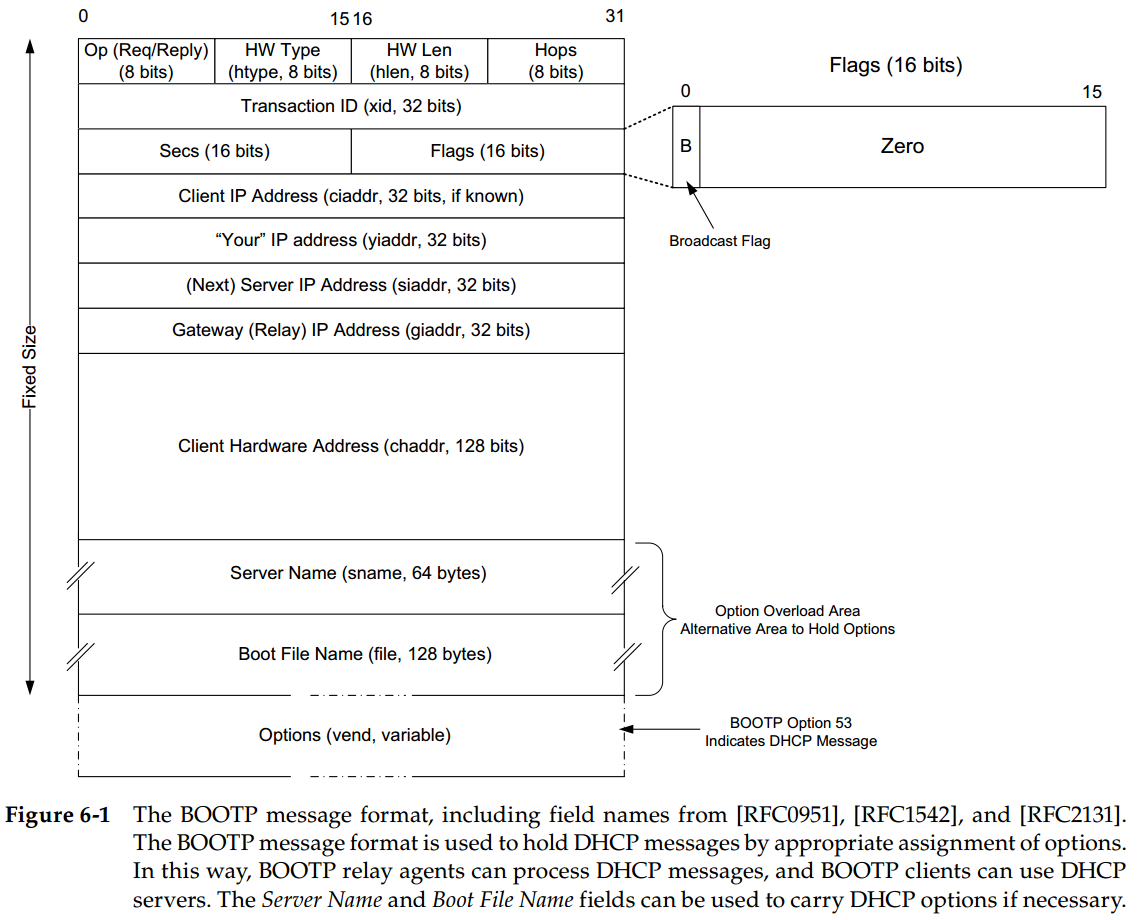 0
15 16
31
Op (Req/Reply)
(8 bits)
HW Type
(htype, 8 bits)
HW Len
(hlen, 8 bits)
Hops
(8 bits)
Transaction ID (xid, 32 bits)
Secs (16 bits)
Flags (16 bits)
Flags (16 bits)
0
15
B
Zero
Broadcast Flag
Client IP Address (ciaddr, 32 bits, if known)
“Your” IP address (yiaddr, 32 bits)
(Next) Server IP Address (siaddr, 32 bits)
Gateway (Relay) IP Address (giaddr, 32 bits)
Fixed Size
Client Hardware Address (chaddr, 128 bits)
Server Name (sname, 64 bytes)
Boot File Name (file, 128 bytes)
Option Overload Area
Alternative Area to Hold Options
Options (vend, variable)
BOOTP Option 53
Indicates DHCP Message
Figure 6-1 The BOOTP message format, including field names from [RFC0951], [RFC1542], and [RFC2131].
The BOOTP message format is used to hold DHCP messages by appropriate assignment of options.
In this way, BOOTP relay agents can process DHCP messages, and BOOTP clients can use DHCP
servers. The Server Name and Boot File Name fields can be used to carry DHCP options if necessary.